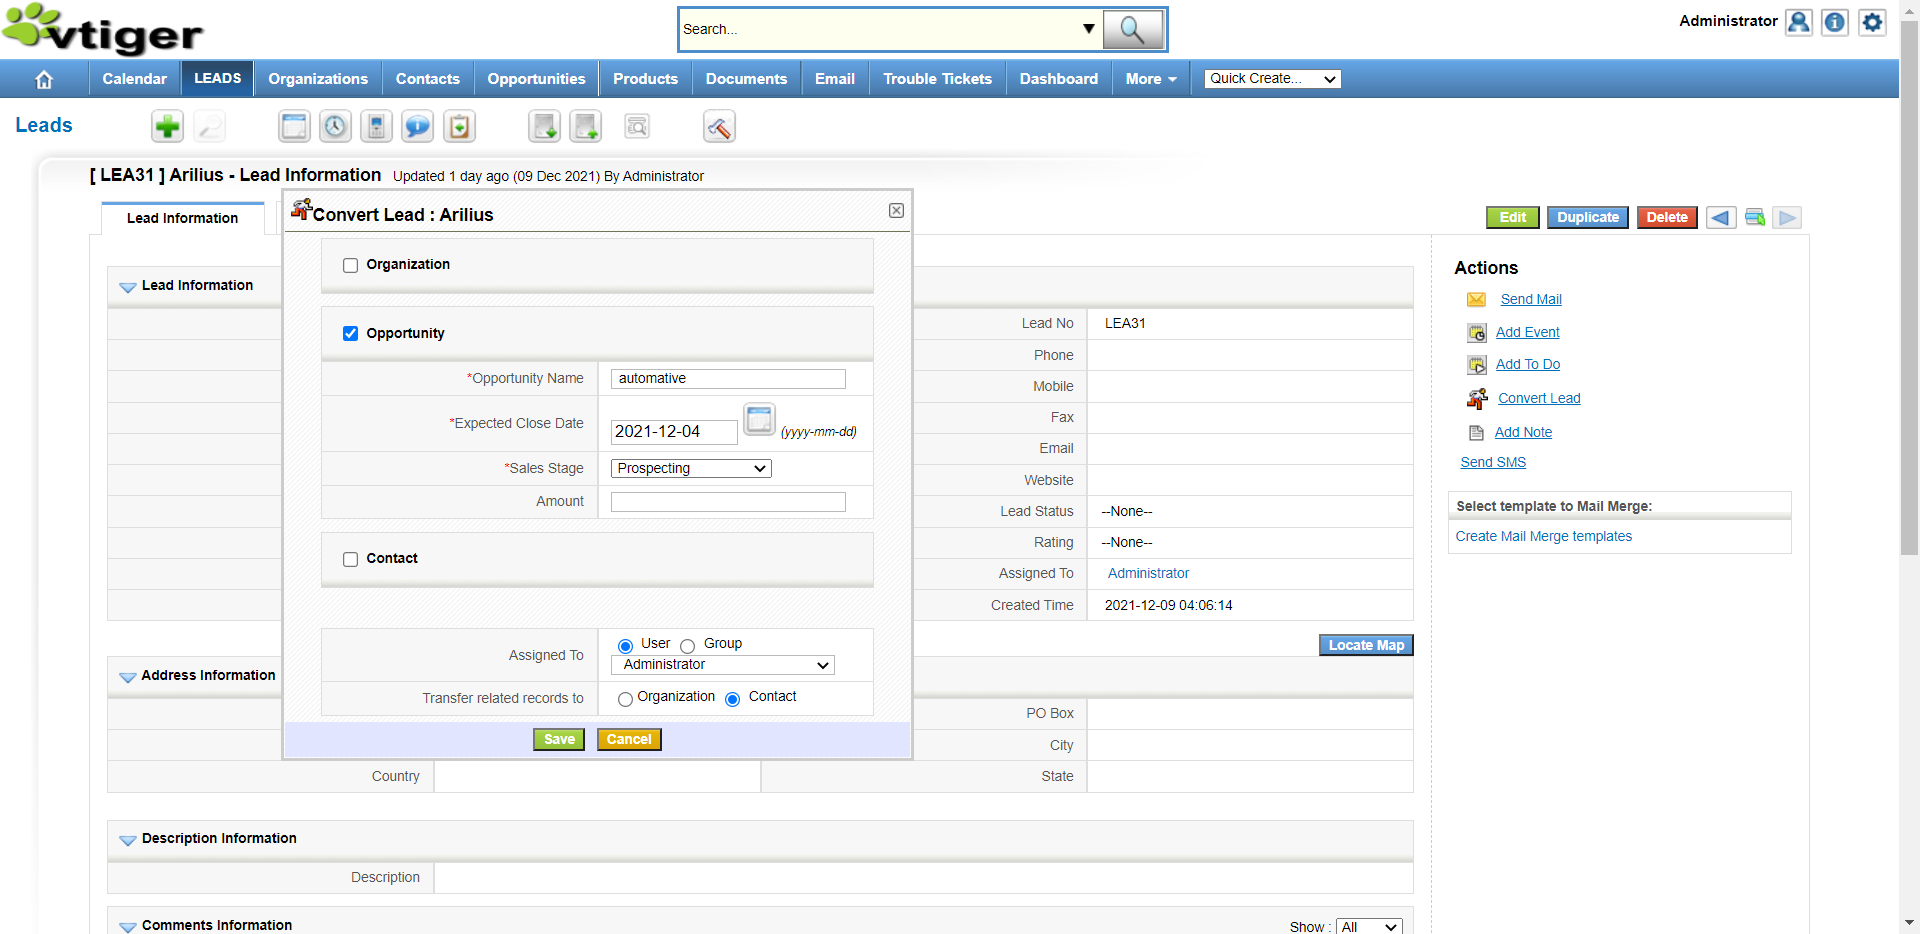 vtiger
Search...
Administrator
Calendar LEADS Organizations Contacts Opportunities Products Documents Email Trouble Tickets Dashboard More Quick Create...
Leads
[ LEA31 ] Arilius - Lead Information Updated 1 day ago (09 Dec 2021) By Administrator
Lead Information
Edit Duplicate Delete
Convert Lead : Arilius
Organization
Opportunity
*Opportunity Name automative
*Expected Close Date 2021-12-04 (yyyy-mm-dd)
*Sales Stage Prospecting
Amount
Contact
Assigned To User Group
Administrator
Transfer related records to Organization Contact
Save Cancel
Lead Information
Lead No LEA31
Phone
Mobile
Fax
Email
Website
Lead Status --None--
Rating --None--
Assigned To Administrator
Created Time 2021-12-09 04:06:14
Locate Map
Address Information
PO Box
City
Country State
Description Information
Description
Comments Information Show : All
Actions
Send Mail
Add Event
Add To Do
Convert Lead
Add Note
Send SMS
Select template to Mail Merge:
Create Mail Merge templates